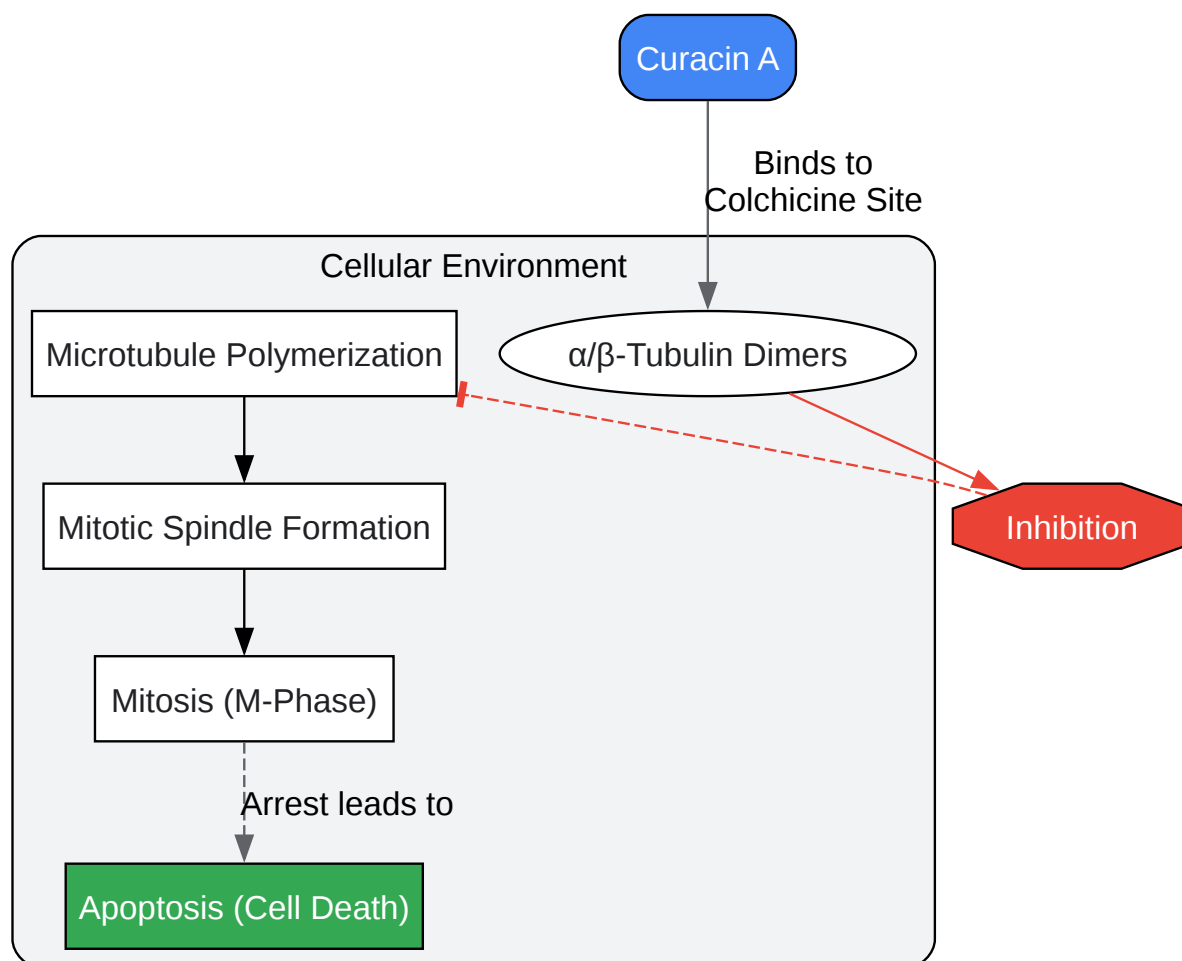 Curacin A
Binds to
Colchicine Site
Cellular Environment
Microtubule Polymerization
α/β-Tubulin Dimers
Mitotic Spindle Formation
Inhibition
Mitosis (M-Phase)
Arrest leads to
Apoptosis (Cell Death)